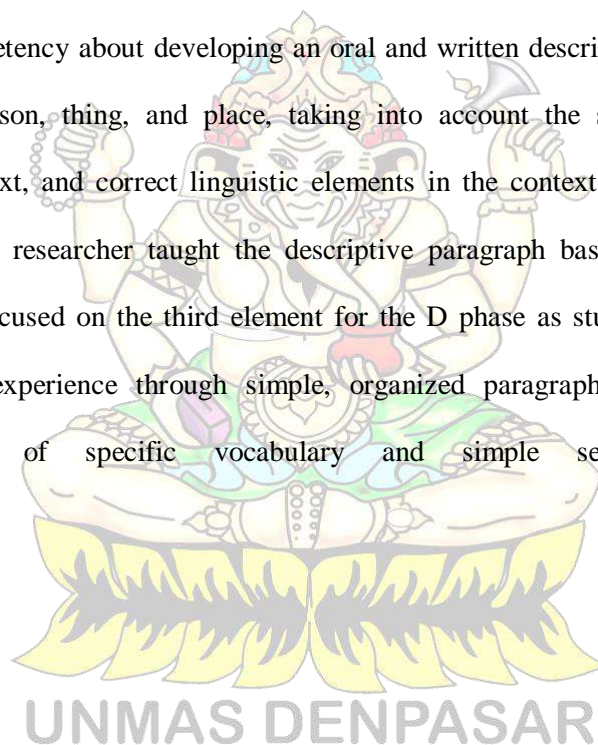 etency about developing an oral and written descri
son, thing, and place, taking into account the s
xt, and correct linguistic elements in the context
researcher taught the descriptive paragraph bas
cused on the third element for the D phase as stu
experience through simple, organized paragraph
of specific vocabulary and simple se
UNMAS DENPASAR